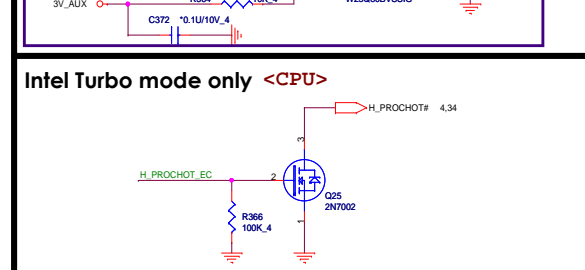 3V_AUX
C372 *0.1U/10V_4
Intel Turbo mode only <CPU>
H_PROCHOT# 4,34
3
H_PROCHOT_EC
2
Q25
2N7002
R366
100K_4
1